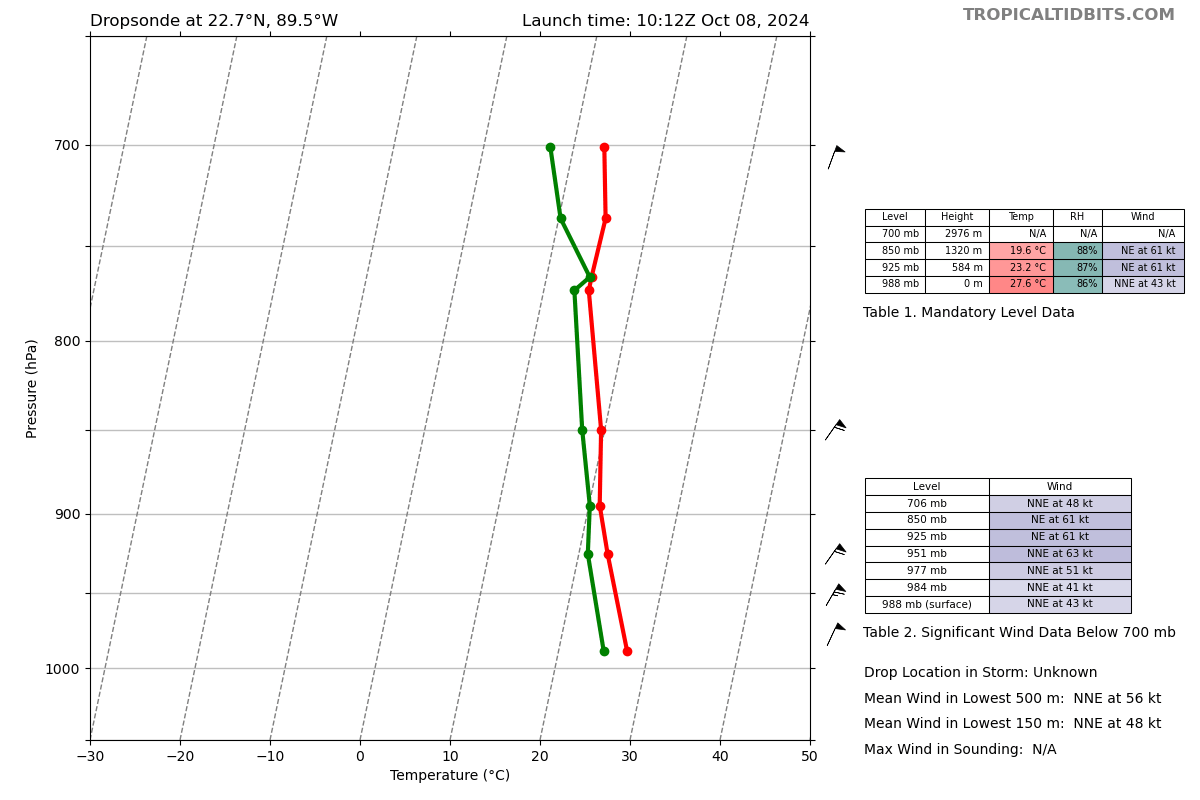 TROPICALTIDBITS.COM
Dropsonde at 22.7°N, 89.5°W Launch time: 10:12Z Oct 08, 2024
700
800
900
1000
Pressure (hPa)
−30 −20 −10 0 10 20 30 40 50
Temperature (°C)
Level Height Temp RH Wind
700 mb 2976 m N/A N/A N/A
850 mb 1320 m 19.6 °C 88% NE at 61 kt
925 mb 584 m 23.2 °C 87% NE at 61 kt
988 mb 0 m 27.6 °C 86% NNE at 43 kt
Table 1. Mandatory Level Data
Level Wind
706 mb NNE at 48 kt
850 mb NE at 61 kt
925 mb NE at 61 kt
951 mb NNE at 63 kt
977 mb NNE at 51 kt
984 mb NNE at 41 kt
988 mb (surface) NNE at 43 kt
Table 2. Significant Wind Data Below 700 mb
Drop Location in Storm: Unknown
Mean Wind in Lowest 500 m: NNE at 56 kt
Mean Wind in Lowest 150 m: NNE at 48 kt
Max Wind in Sounding: N/A